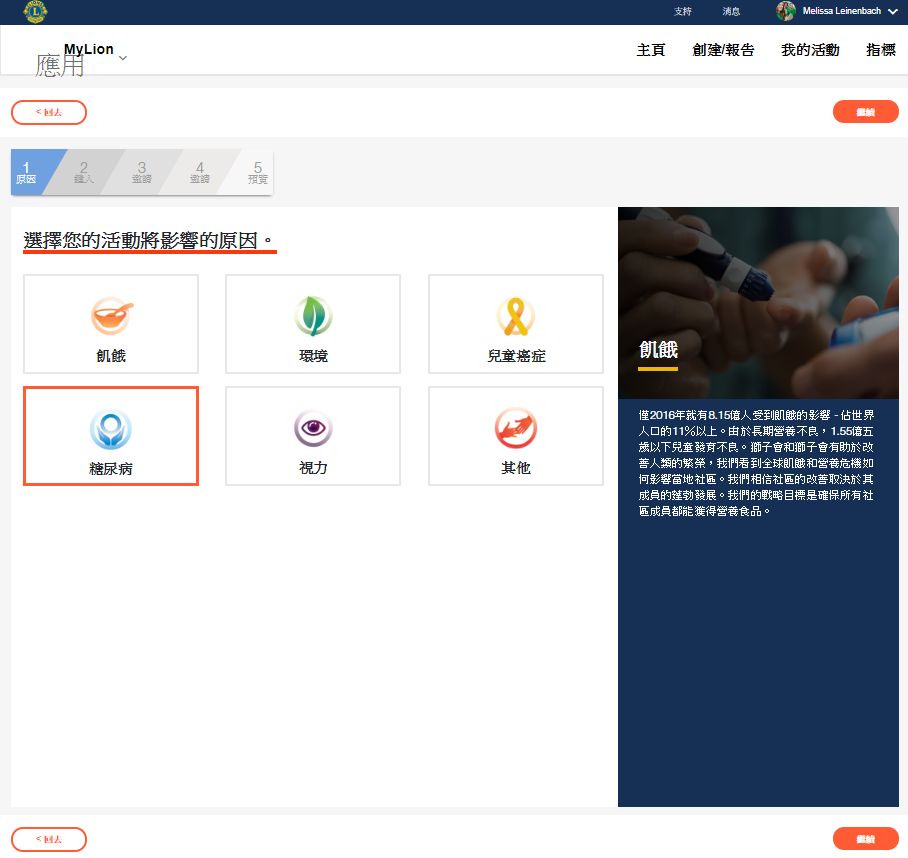 支持 消息 Melissa Leinenbach
MyLion
應用
主頁 創建/報告 我的活動 指標
< 回去
繼續
1 2 3 4 5
原因 鍵入 邀請 邀請 預覽
選擇您的活動將影響的原因。
飢餓 環境 兒童癌症
糖尿病 視力 其他
飢餓
僅2016年就有8.15億人受到飢餓的影響 - 佔世界
人口的11％以上。由於長期營養不良，1.55億五
歲以下兒童發育不良。獅子會和獅子會有助於改
善人類的繁榮，我們看到全球飢餓和營養危機如
何影響當地社區。我們相信社區的改善取決於其
成員的蓬勃發展。我們的戰略目標是確保所有社
區成員都能獲得營養食品。
< 回去
繼續